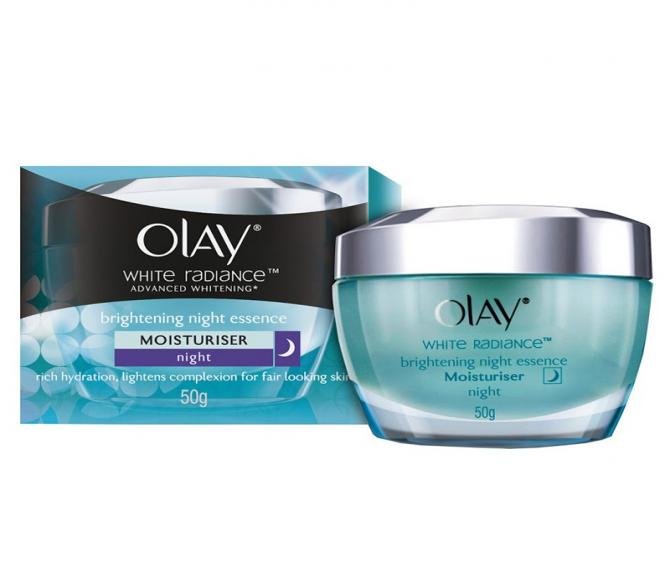 OLAY®
WHITE RADIANCE™
ADVANCED WHITENING*
brightening night essence
MOISTURISER
night
rich hydration, lightens complexion for fair looking skin
50g
OLAY®
WHITE RADIANCE™
brightening night essence
Moisturiser
night
50g